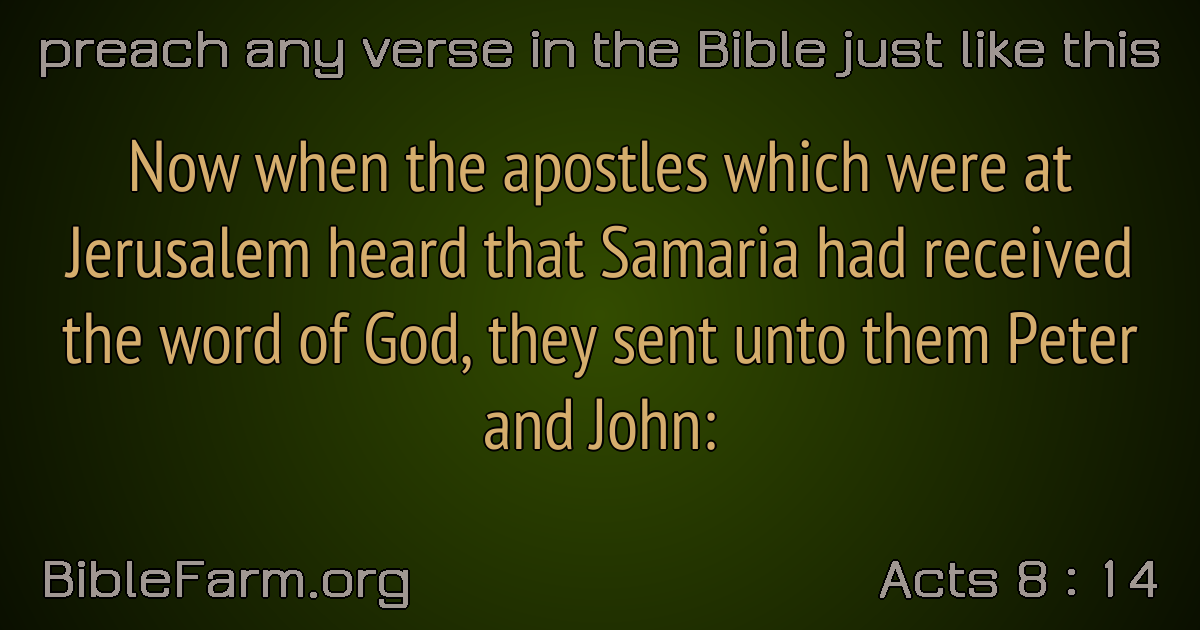 preach any verse in the Bible just like this
Now when the apostles which were at
Jerusalem heard that Samaria had received
the word of God, they sent unto them Peter
and John:
BibleFarm.org
Acts 8 : 14